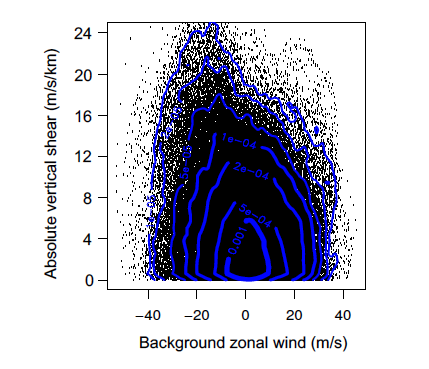 24
20
16
12
8
4
0
Absolute vertical shear (m/s/km)
1e−04
2e−04
5e−04
0.001
−40 −20 0 20 40
Background zonal wind (m/s)